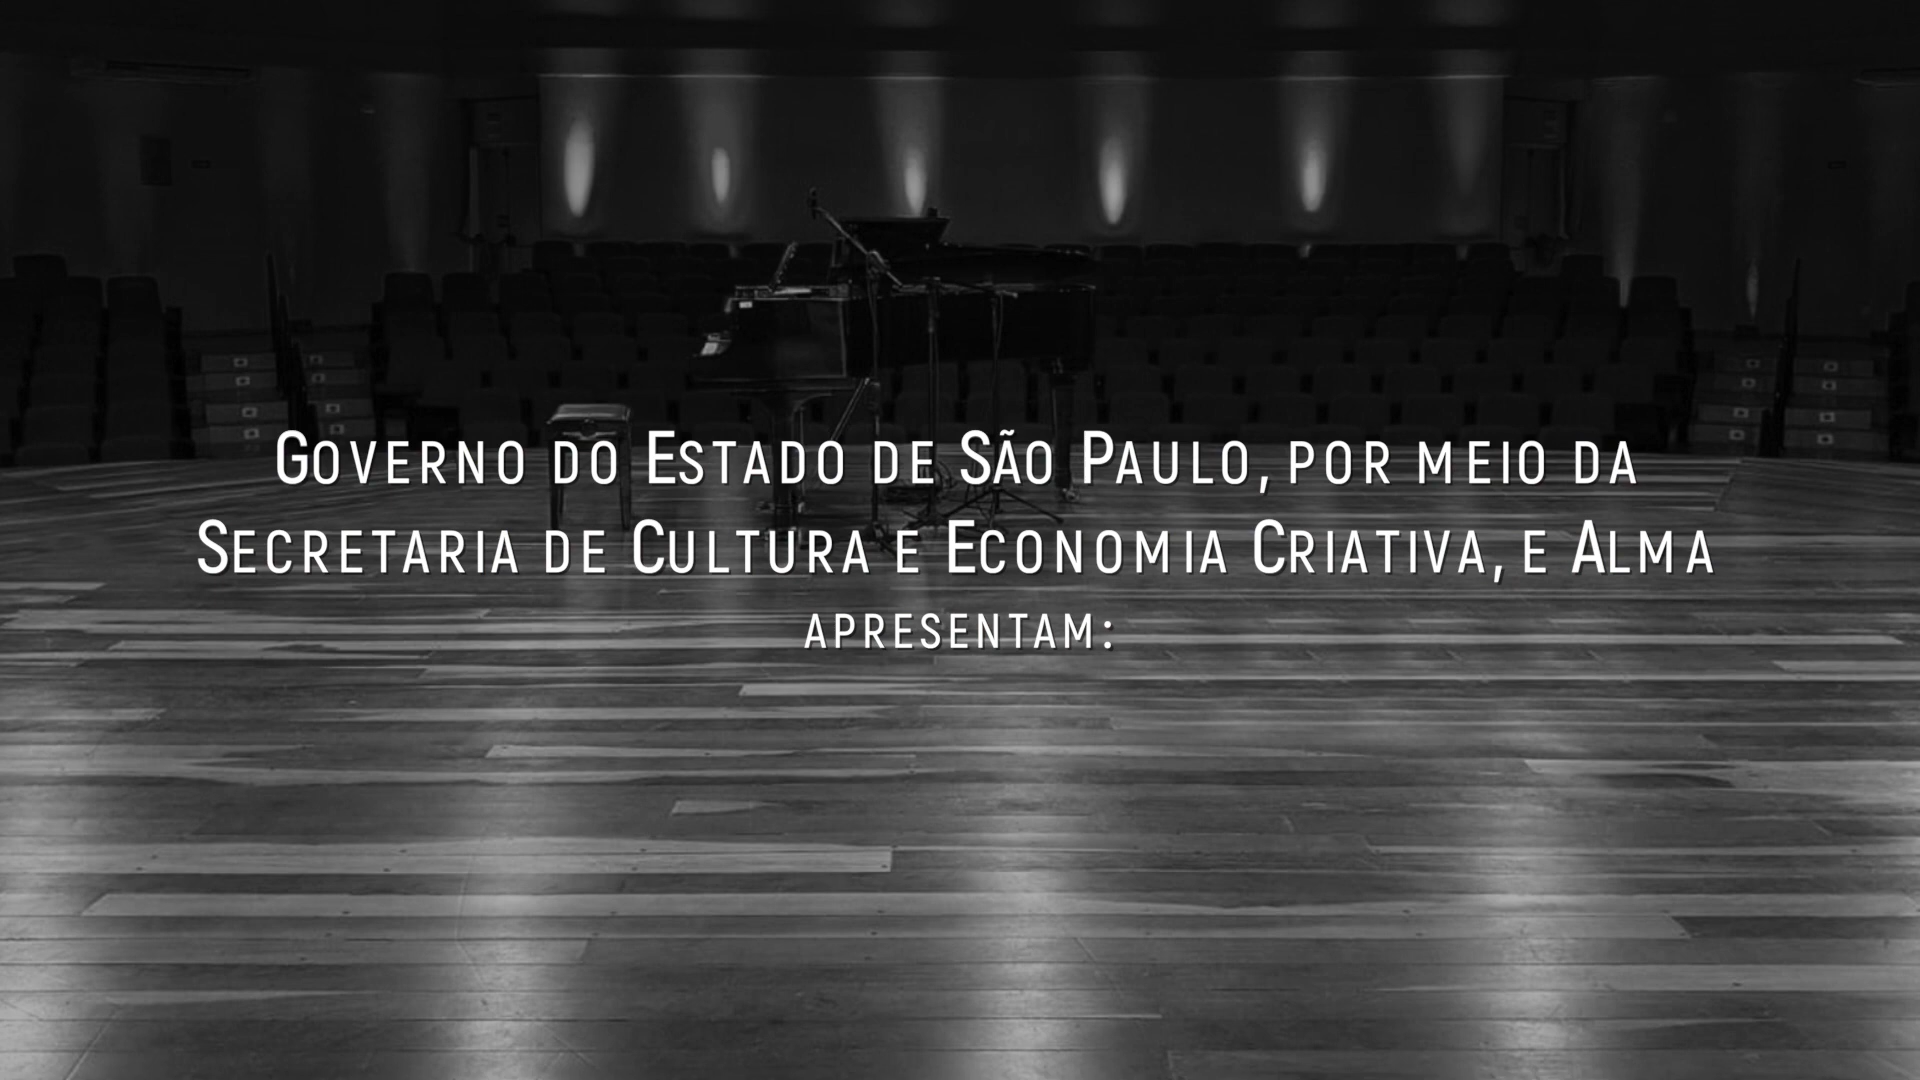 Governo do Estado de São Paulo, por meio da
Secretaria de Cultura e Economia Criativa, e Alma
apresentam: